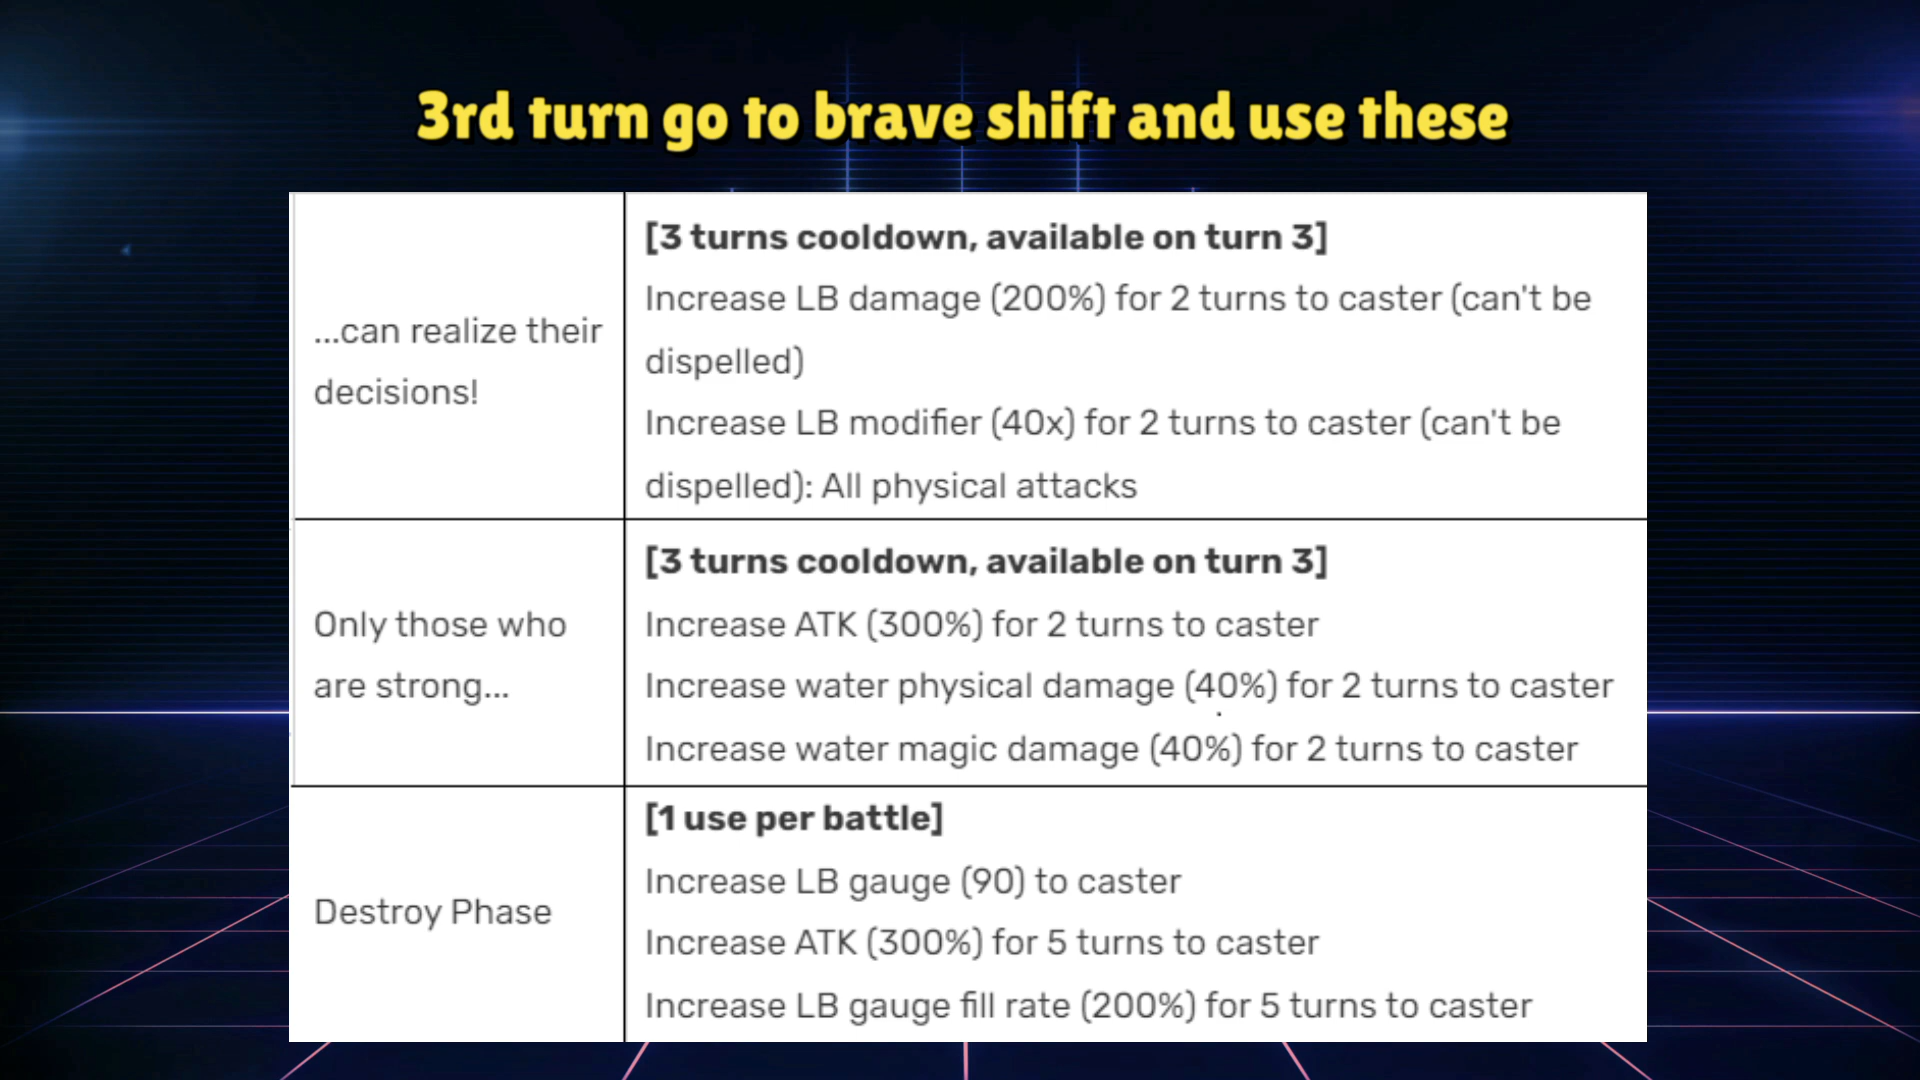 3rd turn go to brave shift and use these
...can realize their
decisions!
[3 turns cooldown, available on turn 3]
Increase LB damage (200%) for 2 turns to caster (can't be
dispelled)
Increase LB modifier (40x) for 2 turns to caster (can't be
dispelled): All physical attacks
Only those who
are strong...
[3 turns cooldown, available on turn 3]
Increase ATK (300%) for 2 turns to caster
Increase water physical damage (40%) for 2 turns to caster
Increase water magic damage (40%) for 2 turns to caster
Destroy Phase
[1 use per battle]
Increase LB gauge (90) to caster
Increase ATK (300%) for 5 turns to caster
Increase LB gauge fill rate (200%) for 5 turns to caster